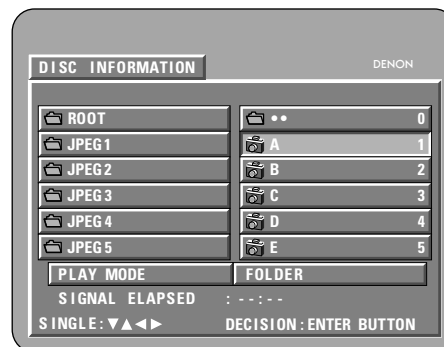 DISC INFORMATION
DENON
ROOT
JPEG1
JPEG2
JPEG3
JPEG4
JPEG5
•• 0
A 1
B 2
C 3
D 4
E 5
PLAY MODE FOLDER
SIGNAL ELAPSED : --:--
SINGLE:▼▲◀▶ DECISION:ENTER BUTTON